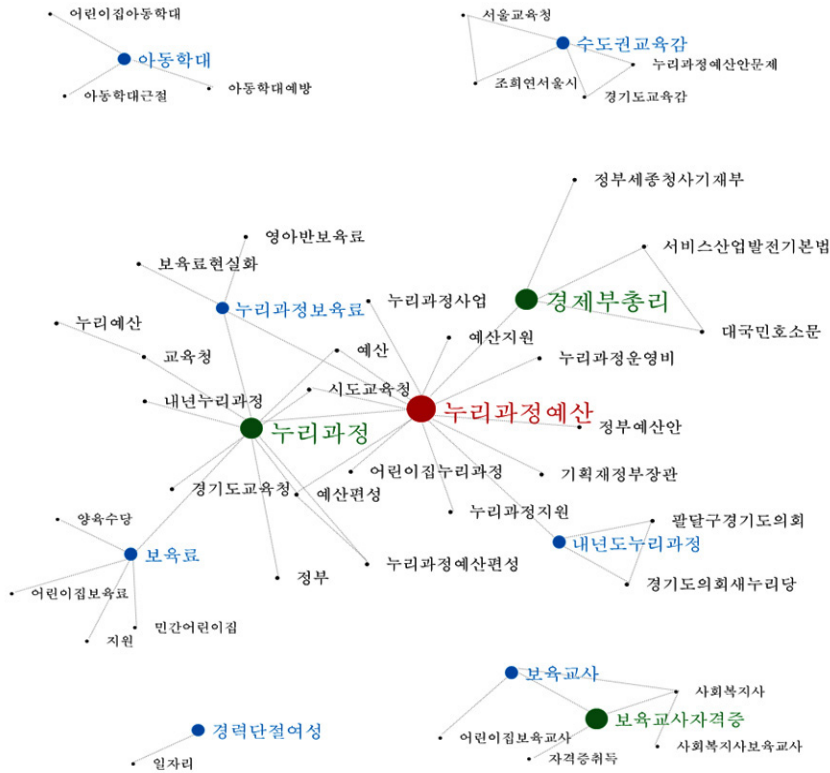 어린이집아동학대
아동학대
아동학대예방
아동학대근절
서울교육청
수도권교육감
누리과정예산안문제
조희연서울시
경기도교육감
정부세종청사기재부
영아반보육료
서비스산업발전기본법
보육료현실화
누리과정보육료
누리과정사업
경제부총리
누리예산
예산지원
대국민호소문
교육청
예산
누리과정운영비
내년누리과정
시도교육청
누리과정예산
누리과정
정부예산안
어린이집누리과정
기획재정부장관
경기도교육청
예산편성
누리과정지원
양육수당
팔달구경기도의회
보육료
내년도누리과정
누리과정예산편성
정부
경기도의회새누리당
어린이집보육료
민간어린이집
지원
보육교사
사회복지사
경력단절여성
보육교사자격증
어린이집보육교사
사회복지사보육교사
일자리
자격증취득